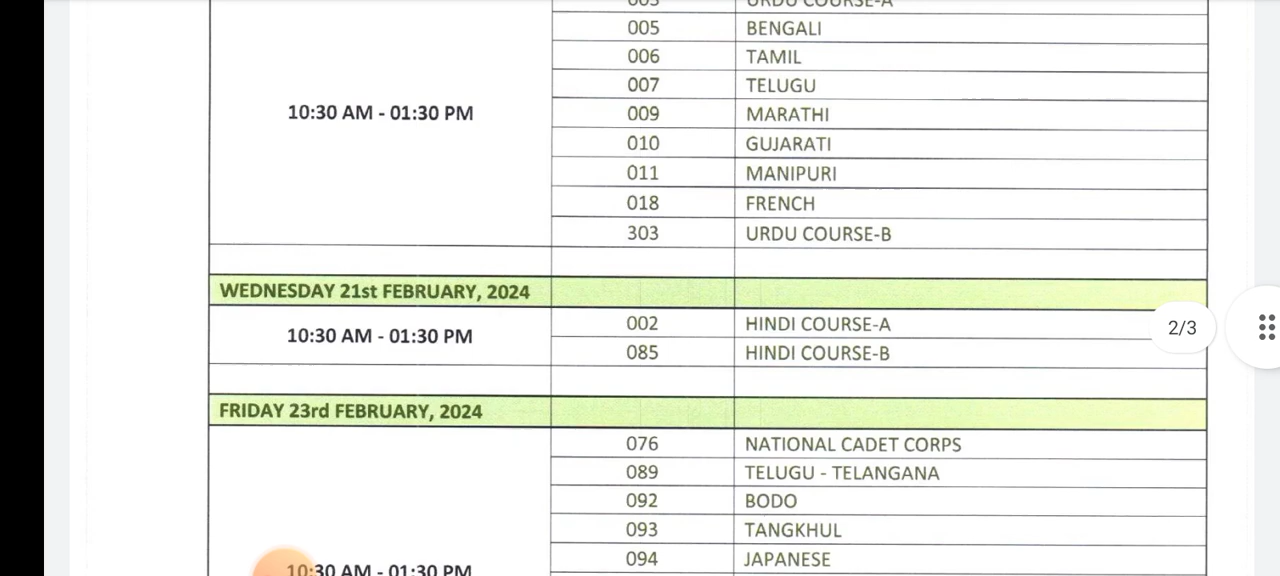 003 URDU COURSE-A
005 BENGALI
006 TAMIL
007 TELUGU
10:30 AM - 01:30 PM 009 MARATHI
010 GUJARATI
011 MANIPURI
018 FRENCH
303 URDU COURSE-B
WEDNESDAY 21st FEBRUARY, 2024
10:30 AM - 01:30 PM
002 HINDI COURSE-A
085 HINDI COURSE-B
2/3
FRIDAY 23rd FEBRUARY, 2024
076 NATIONAL CADET CORPS
089 TELUGU - TELANGANA
092 BODO
093 TANGKHUL
094 JAPANESE
10:30 AM - 01:30 PM